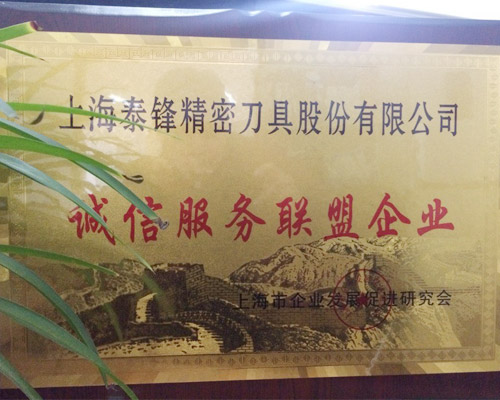 上海泰锋精密刀具股份有限公司
诚信服务联盟企业
上海市企业发展促进研究会